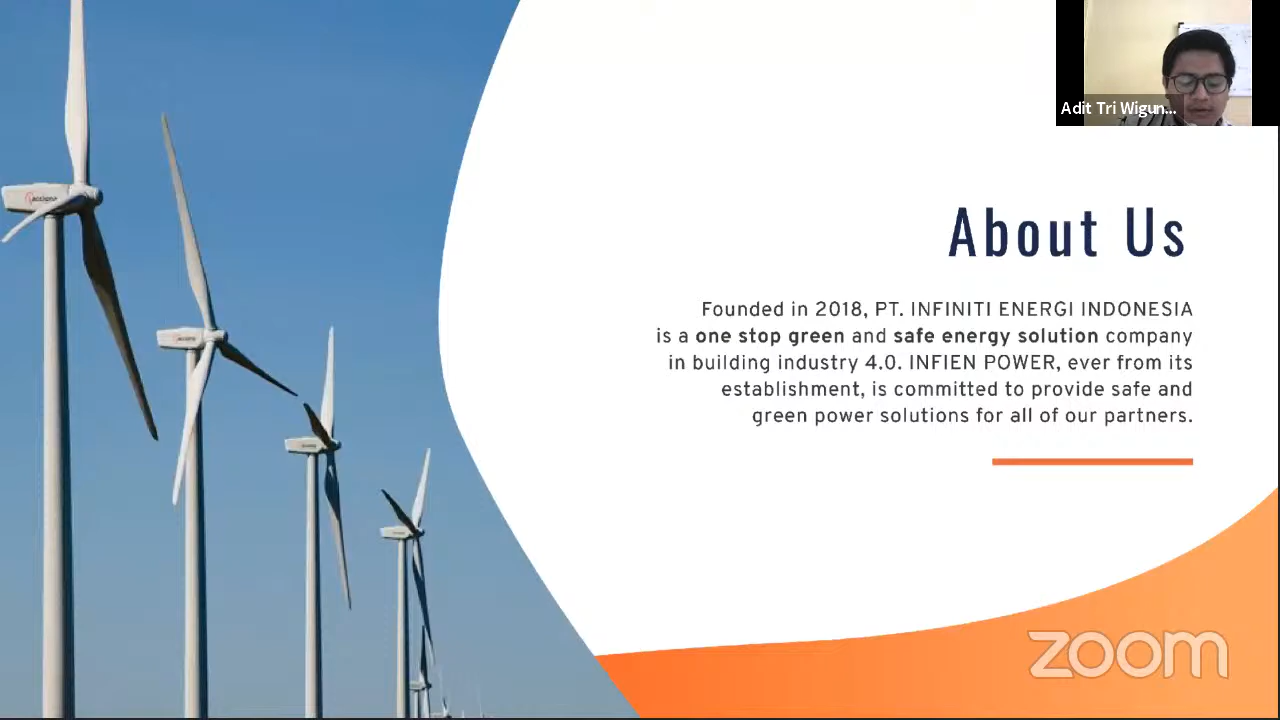 Adit Tri Wigun...
About Us
Founded in 2018, PT. INFINITI ENERGI INDONESIA
is a one stop green and safe energy solution company
in building industry 4.0. INFIEN POWER, ever from its
establishment, is committed to provide safe and
green power solutions for all of our partners.
zoom